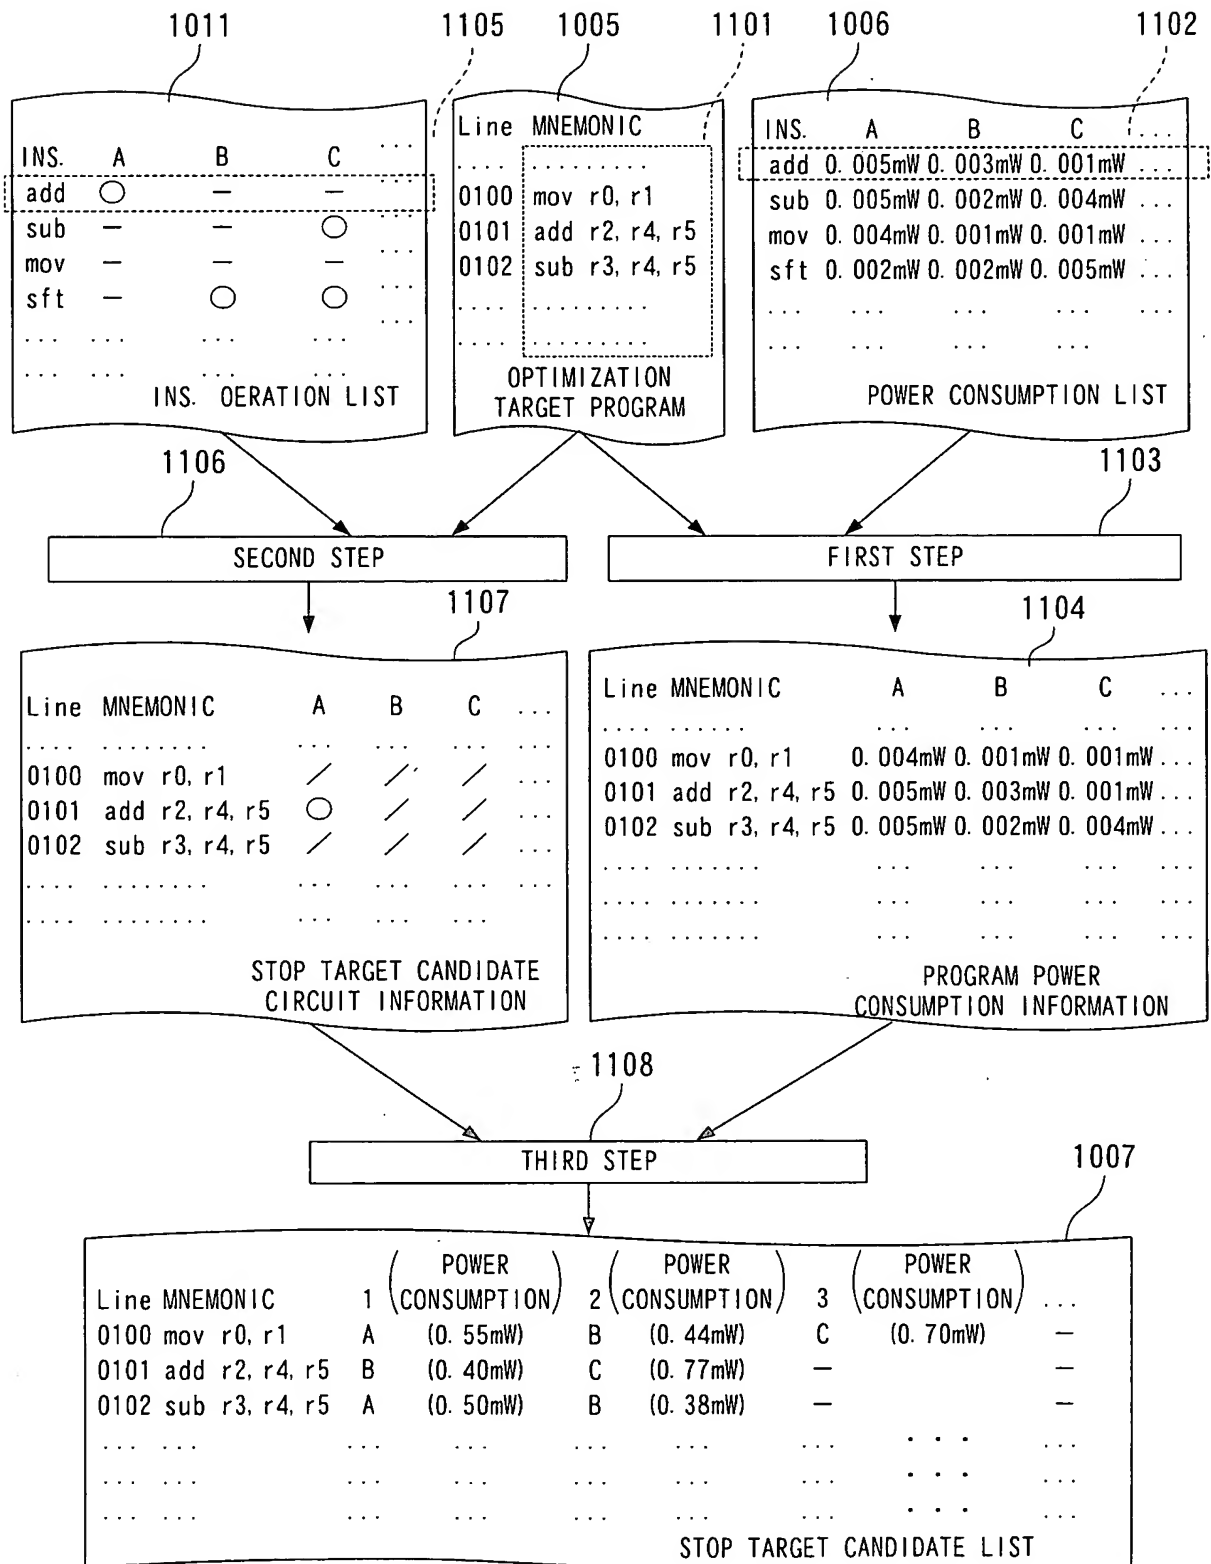 1011 1105 1005 1101 1006 1102
INS. A B C ...
add ○ — — ...
sub — — ○ ...
mov — — —
sft — ○ ○ ...
... ... ... ... ...
... ... ... ...
INS. OERATION LIST
Line MNEMONIC
.... .........
0100 mov r0, r1
0101 add r2, r4, r5
0102 sub r3, r4, r5
.... .........
.... .........
OPTIMIZATION
TARGET PROGRAM
INS. A B C ...
add 0.005mW 0.003mW 0.001mW ...
sub 0.005mW 0.002mW 0.004mW ...
mov 0.004mW 0.001mW 0.001mW ...
sft 0.002mW 0.002mW 0.005mW ...
... ... ... ... ...
... ... ... ...
POWER CONSUMPTION LIST
1106 1103
SECOND STEP FIRST STEP
1107 1104
Line MNEMONIC A B C ...
.... ........ ... ... ... ...
0100 mov r0, r1 / / / ...
0101 add r2, r4, r5 ○ / / ...
0102 sub r3, r4, r5 / / / ...
.... ........ ... ... ... ...
.... ........ ... ... ...
STOP TARGET CANDIDATE
CIRCUIT INFORMATION
Line MNEMONIC A B C ...
.... ...... ... ... ... ...
0100 mov r0, r1 0.004mW 0.001mW 0.001mW ...
0101 add r2, r4, r5 0.005mW 0.003mW 0.001mW ...
0102 sub r3, r4, r5 0.005mW 0.002mW 0.004mW ...
.... ....... ... ... ... ...
.... ....... ... ... ... ...
.... ....... ... ... ... ...
PROGRAM POWER
CONSUMPTION INFORMATION
1108
THIRD STEP
1007
Line MNEMONIC 1 (POWER CONSUMPTION) 2 (POWER CONSUMPTION) 3 (POWER CONSUMPTION) ...
0100 mov r0, r1 A (0.55mW) B (0.44mW) C (0.70mW) —
0101 add r2, r4, r5 B (0.40mW) C (0.77mW) — —
0102 sub r3, r4, r5 A (0.50mW) B (0.38mW) — —
... ... ... ... ... ... ... ... ...
... ... ... ... ... ... ... ... ...
... ... ... ... ... ... ... ... ...
STOP TARGET CANDIDATE LIST